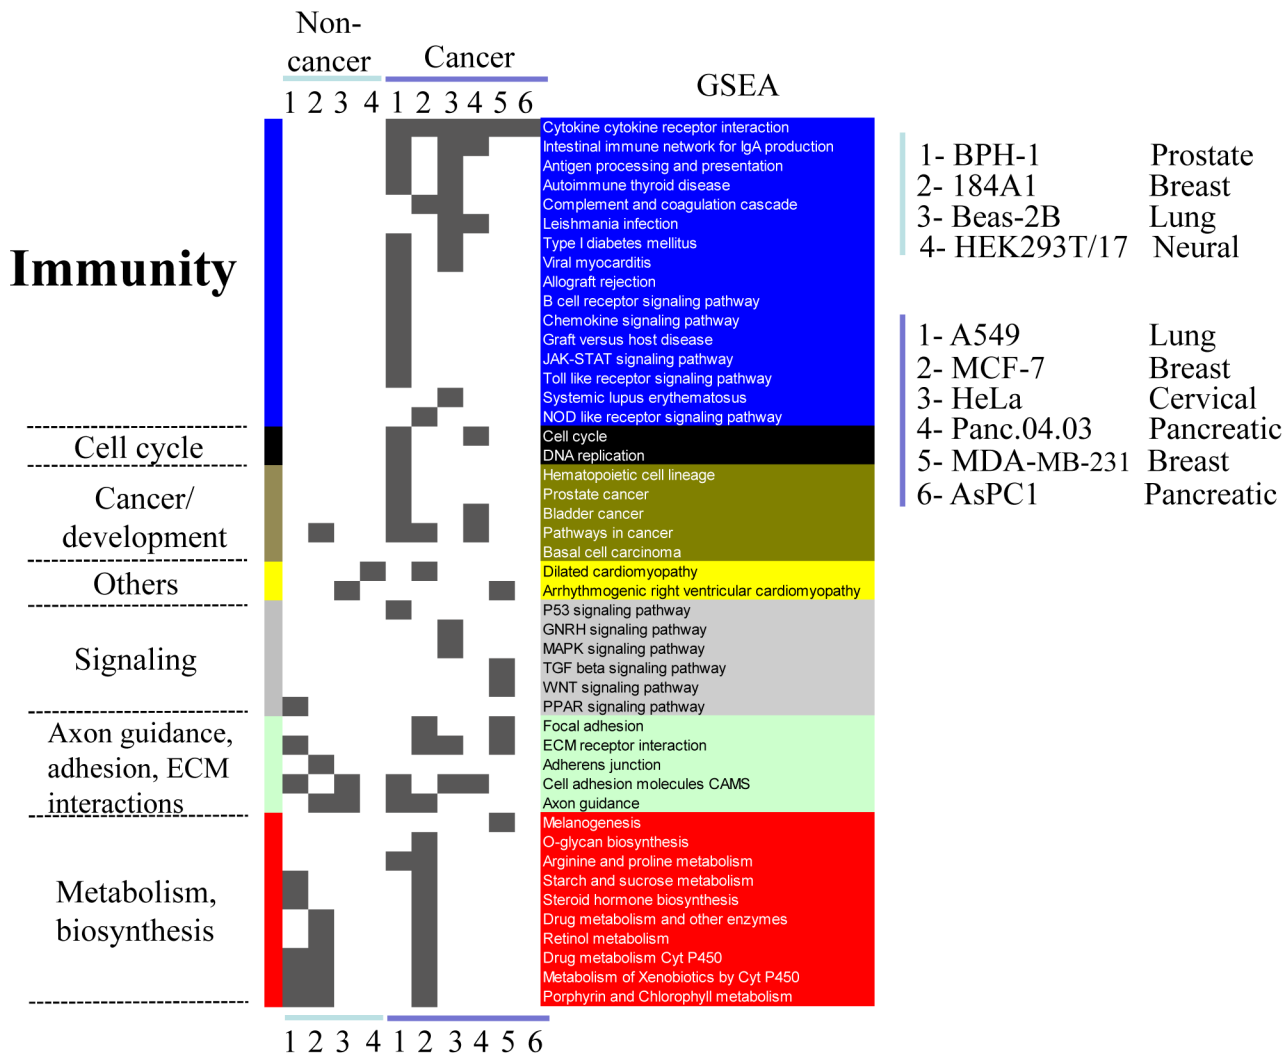 Non-
cancer
Cancer
GSEA
1 2 3 4 1 2 3 4 5 6
Immunity
Cytokine cytokine receptor interaction
Intestinal immune network for IgA production
Antigen processing and presentation
Autoimmune thyroid disease
Complement and coagulation cascade
Leishmania infection
Type I diabetes mellitus
Viral myocarditis
Allograft rejection
B cell receptor signaling pathway
Chemokine signaling pathway
Graft versus host disease
JAK-STAT signaling pathway
Toll like receptor signaling pathway
Systemic lupus erythematosus
NOD like receptor signaling pathway
Cell cycle
Cell cycle
DNA replication
Cancer/
development
Hematopoietic cell lineage
Prostate cancer
Bladder cancer
Pathways in cancer
Basal cell carcinoma
Others
Dilated cardiomyopathy
Arrhythmogenic right ventricular cardiomyopathy
Signaling
P53 signaling pathway
GNRH signaling pathway
MAPK signaling pathway
TGF beta signaling pathway
WNT signaling pathway
PPAR signaling pathway
Axon guidance,
adhesion, ECM
interactions
Focal adhesion
ECM receptor interaction
Adherens junction
Cell adhesion molecules CAMS
Axon guidance
Metabolism,
biosynthesis
Melanogenesis
O-glycan biosynthesis
Arginine and proline metabolism
Starch and sucrose metabolism
Steroid hormone biosynthesis
Drug metabolism and other enzymes
Retinol metabolism
Drug metabolism Cyt P450
Metabolism of Xenobiotics by Cyt P450
Porphyrin and Chlorophyll metabolism
1 2 3 4 1 2 3 4 5 6
1- BPH-1 Prostate
2- 184A1 Breast
3- Beas-2B Lung
4- HEK293T/17 Neural
1- A549 Lung
2- MCF-7 Breast
3- HeLa Cervical
4- Panc.04.03 Pancreatic
5- MDA-MB-231 Breast
6- AsPC1 Pancreatic